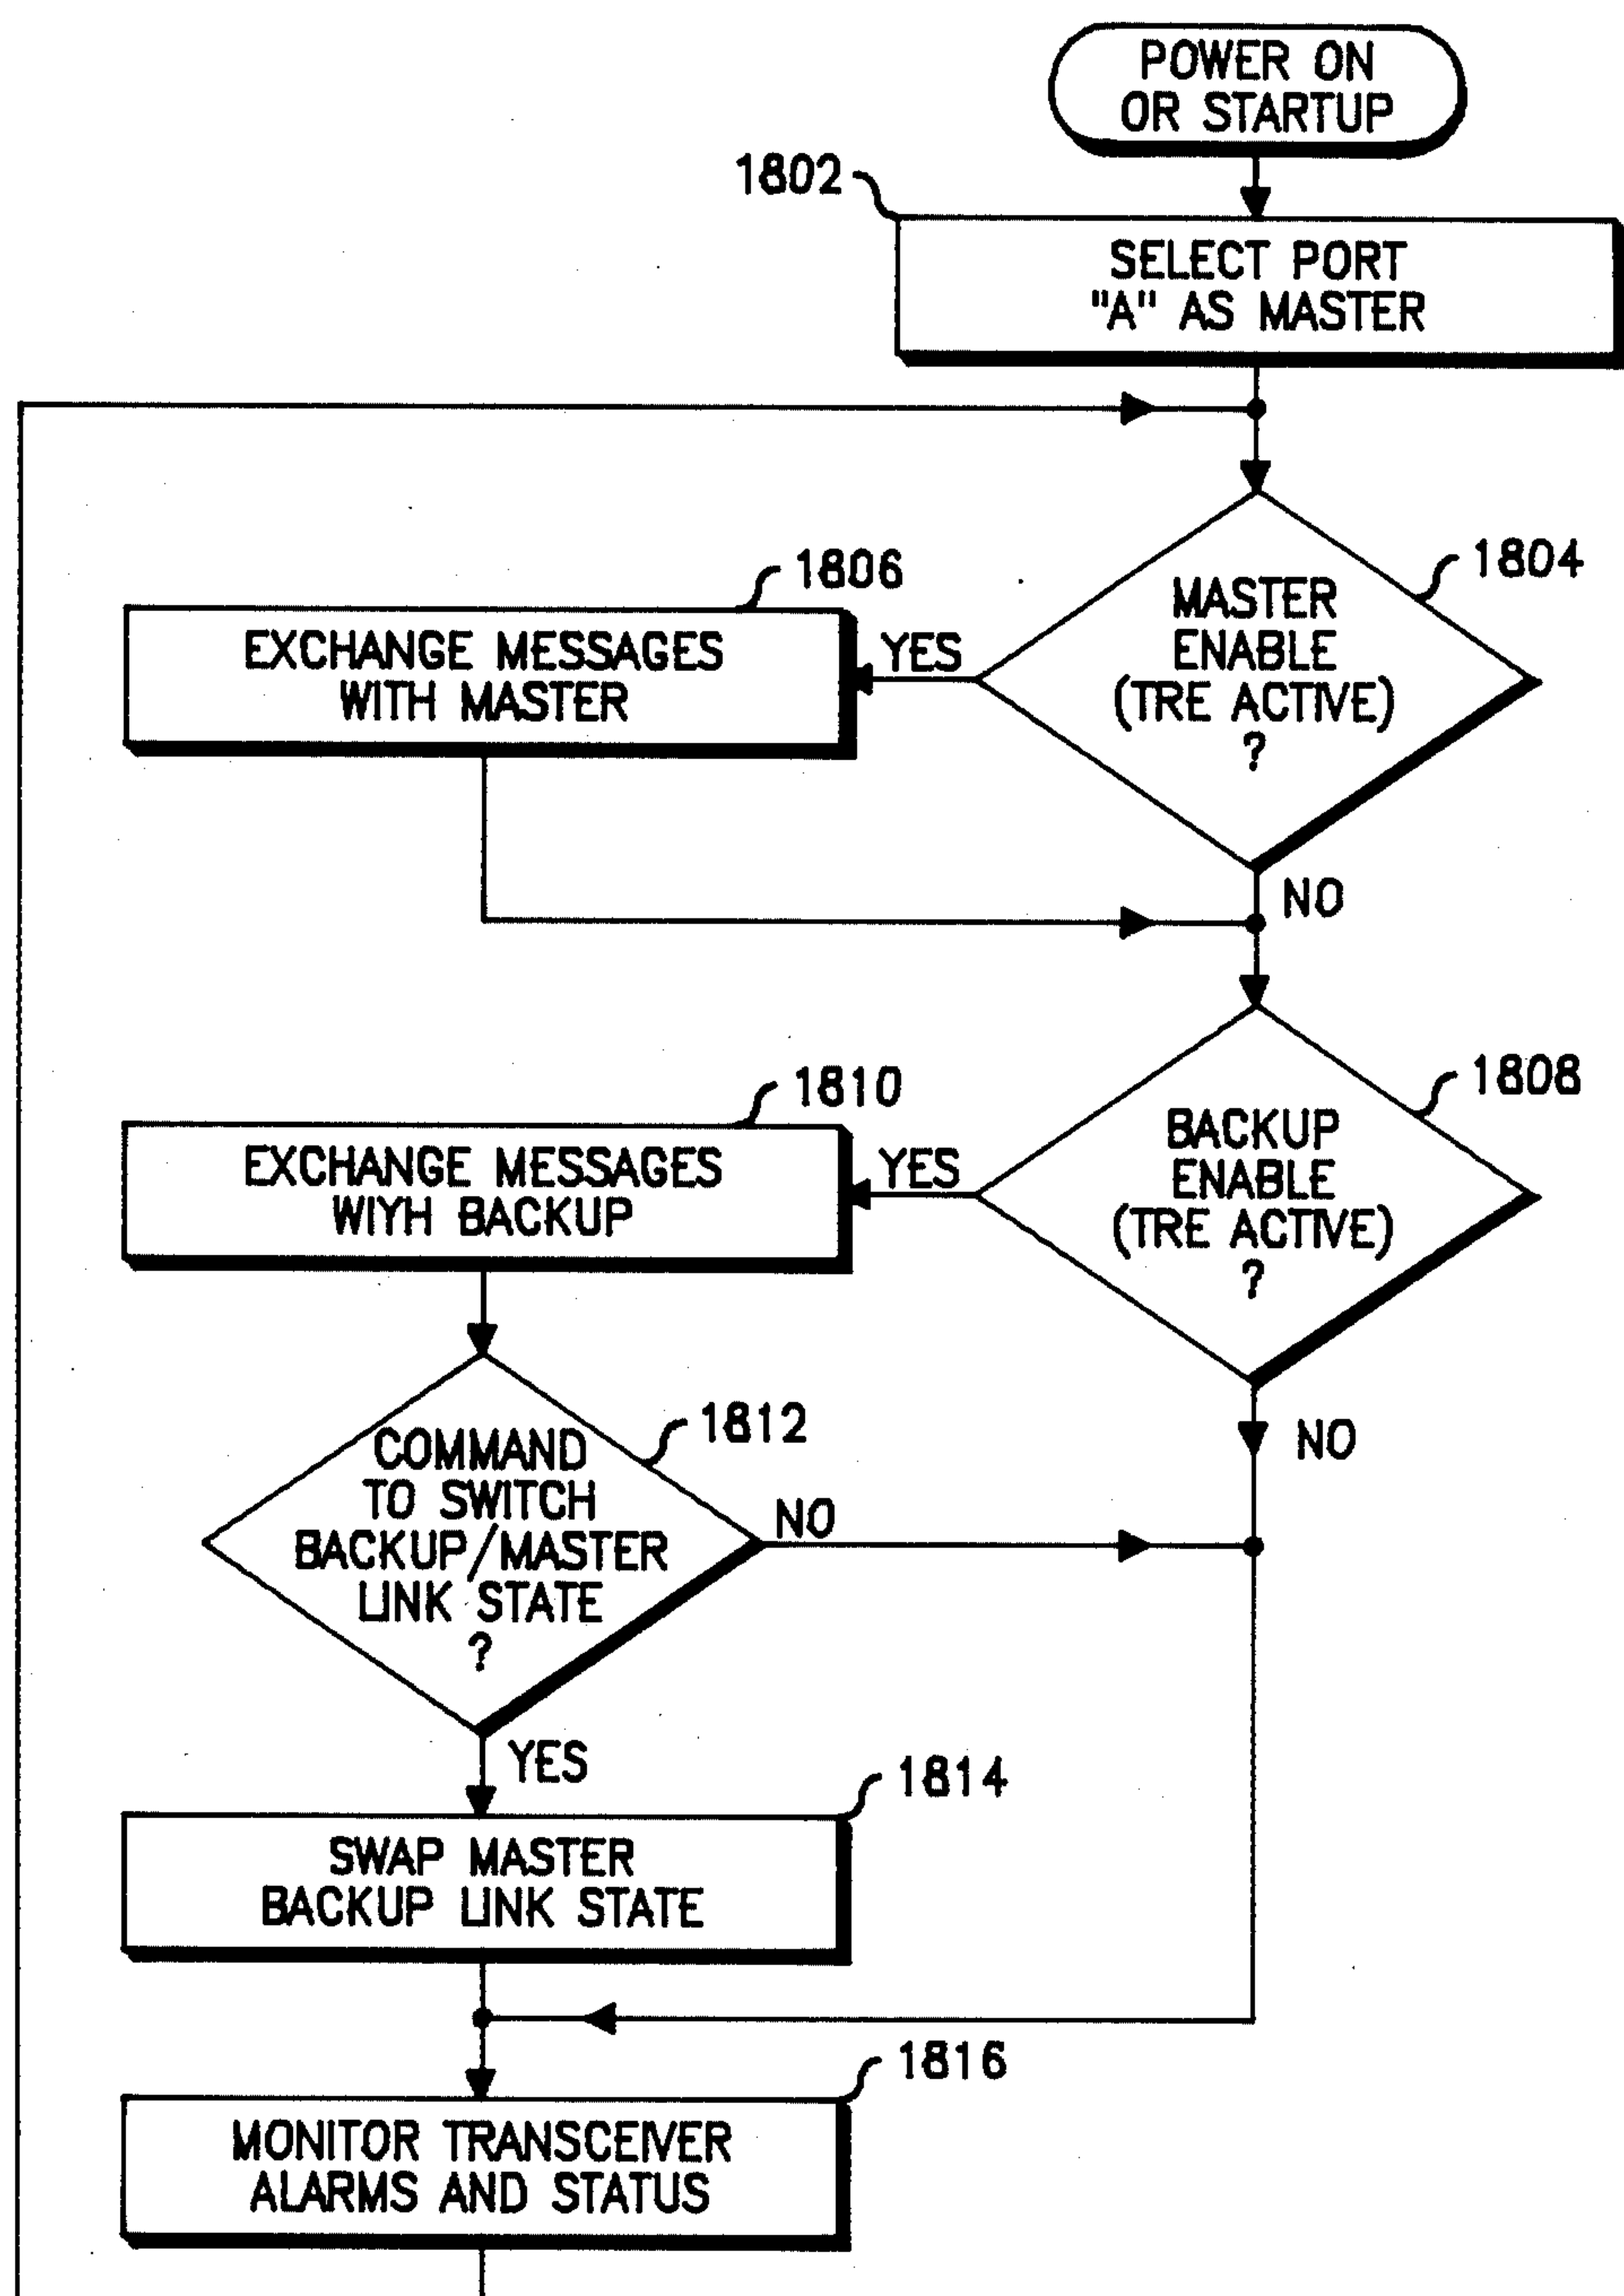 POWER ON
OR STARTUP
1802
SELECT PORT
"A" AS MASTER
1804
MASTER
ENABLE
(TRE ACTIVE)
?
YES
1806
EXCHANGE MESSAGES
WITH MASTER
NO
1808
BACKUP
ENABLE
(TRE ACTIVE)
?
YES
1810
EXCHANGE MESSAGES
WIYH BACKUP
NO
1812
COMMAND
TO SWITCH
BACKUP/MASTER
LINK STATE
?
NO
YES
1814
SWAP MASTER
BACKUP LINK STATE
1816
MONITOR TRANSCEIVER
ALARMS AND STATUS